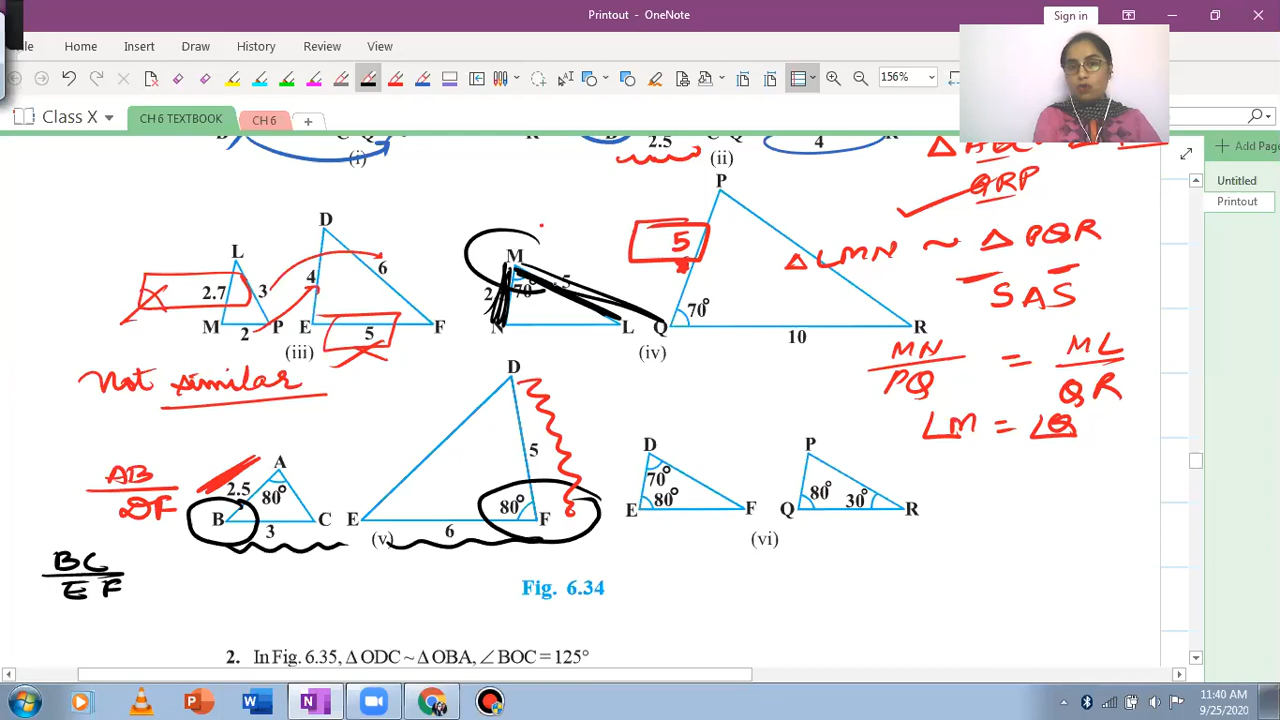 Printout - OneNote
Sign in
Home Insert Draw History Review View
156%
Class X
CH 6 TEXTBOOK
CH 6
Add Page
Untitled
Printout
(i)
2.5
(ii)
4
R
QRP
P
D
L
M
5
4
6
2.7
3
2
70°
5
70°
M 2 P E 5 F
N L Q 10 R
(iii)
(iv)
Δ LMN ~ Δ PQR
SAS
MN/PQ = ML/QR
∠M = ∠Q
Not similar
D
A
D
P
AB/DF
2.5
80°
5
80°
70°
80°
80°
30°
B 3 C
E 6 F
E F
Q R
(v)
(vi)
BC/EF
Fig. 6.34
2. In Fig. 6.35, Δ ODC ~ Δ OBA, ∠ BOC = 125°
11:40 AM
9/25/2020